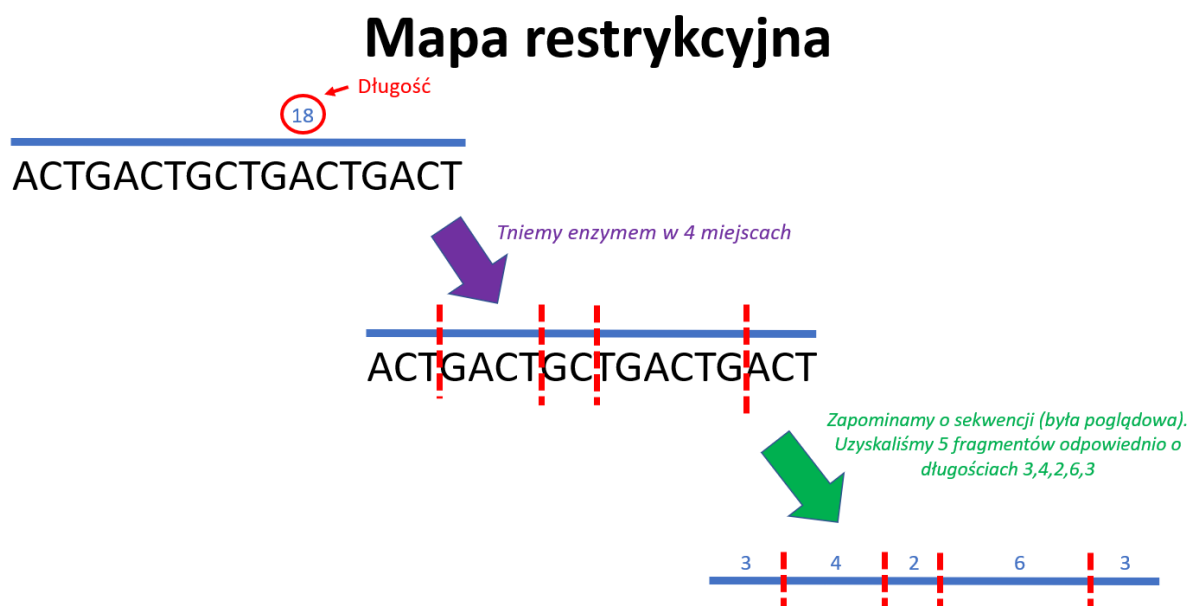 Mapa restrykcyjna
Długość
18
ACTGACTGCTGACTGACT
Tniemy enzymem w 4 miejscach
ACTGACTGCTGACTGACT
Zapominamy o sekwencji (była poglądowa).
Uzyskaliśmy 5 fragmentów odpowiednio o
długościach 3,4,2,6,3
3 4 2 6 3